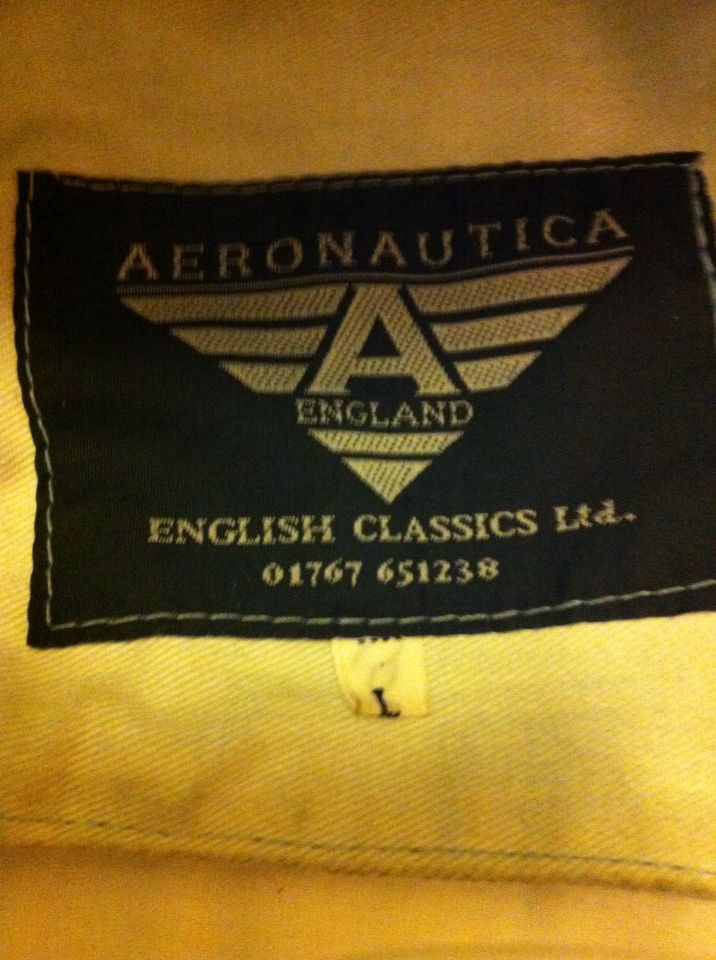 AERONAUTICA
A
ENGLAND
ENGLISH CLASSICS Ltd.
01767 651238
L